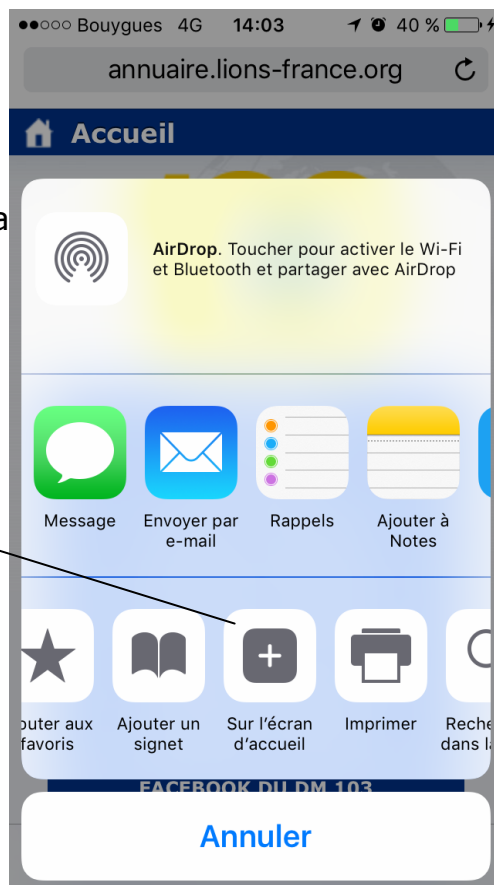 Bouygues 4G 14:03 40 %
annuaire.lions-france.org
Accueil
a
AirDrop. Toucher pour activer le Wi-Fi
et Bluetooth et partager avec AirDrop
Message
Envoyer par
e-mail
Rappels
Ajouter à
Notes
outer aux
favoris
Ajouter un
signet
Sur l’écran
d’accueil
Imprimer
Reche
dans la
FACEBOOK DU DM 103
Annuler